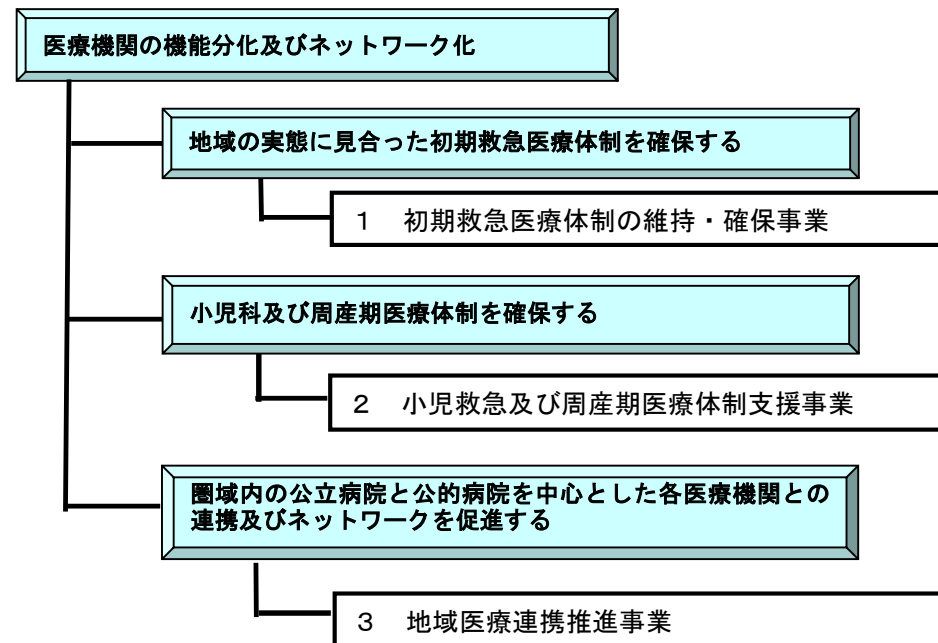 医療機関の機能分化及びネットワーク化
地域の実態に見合った初期救急医療体制を確保する
1　初期救急医療体制の維持・確保事業
小児科及び周産期医療体制を確保する
2　小児救急及び周産期医療体制支援事業
圏域内の公立病院と公的病院を中心とした各医療機関との
連携及びネットワークを促進する
3　地域医療連携推進事業